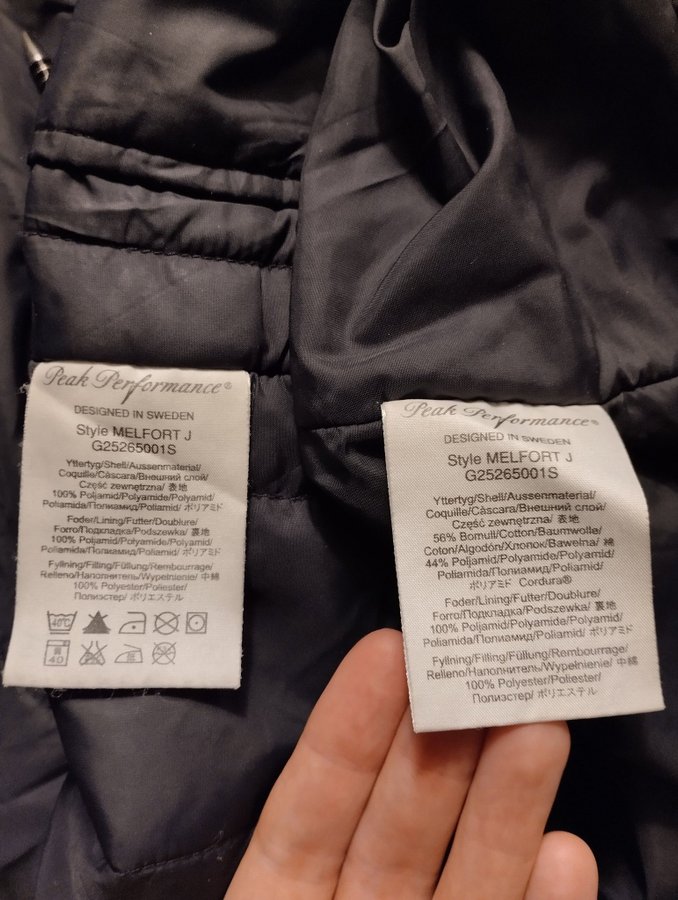 Peak Performance®
DESIGNED IN SWEDEN
Style MELFORT J
G25265001S
Yttertyg/Shell/Aussenmaterial/
Coquille/Càscara/Внешний слой/
Część zewnętrzna/ 表地
100% Poljamid/Polyamide/Polyamid/
Poliamida/Полиамид/Poliamid/ ポリアミド
Foder/Lining/Futter/Doublure/
Forro/Подкладка/Podszewka/ 裏地
100% Poljamid/Polyamide/Polyamid/
Poliamida/Полиамид/Poliamid/ ポリアミド
Fyllning/Filling/Füllung/Rembourrage/
Relleno/Наполнитель/Wypełnienie/ 中綿
100% Polyester/Poliester/
Полиэстер/ ポリエステル
40°C
40
Peak Performance®
DESIGNED IN SWEDEN
Style MELFORT J
G25265001S
Yttertyg/Shell/Aussenmaterial/
Coquille/Càscara/Внешний слой/
Część zewnętrzna/ 表地
56% Bomull/Cotton/Baumwolle/
Coton/Algodón/Хлопок/Bawełna/ 綿
44% Poljamid/Polyamide/Polyamid/
Poliamida/Полиамид/Poliamid/
ポリアミド Cordura®
Foder/Lining/Futter/Doublure/
Forro/Подкладка/Podszewka/ 裏地
100% Poljamid/Polyamide/Polyamid/
Poliamida/Полиамид/Poliamid/ ポリアミド
Fyllning/Filling/Füllung/Rembourrage/
Relleno/Наполнитель/Wypełnienie/ 中綿
100% Polyester/Poliester/
Полиэстер/ ポリエステル